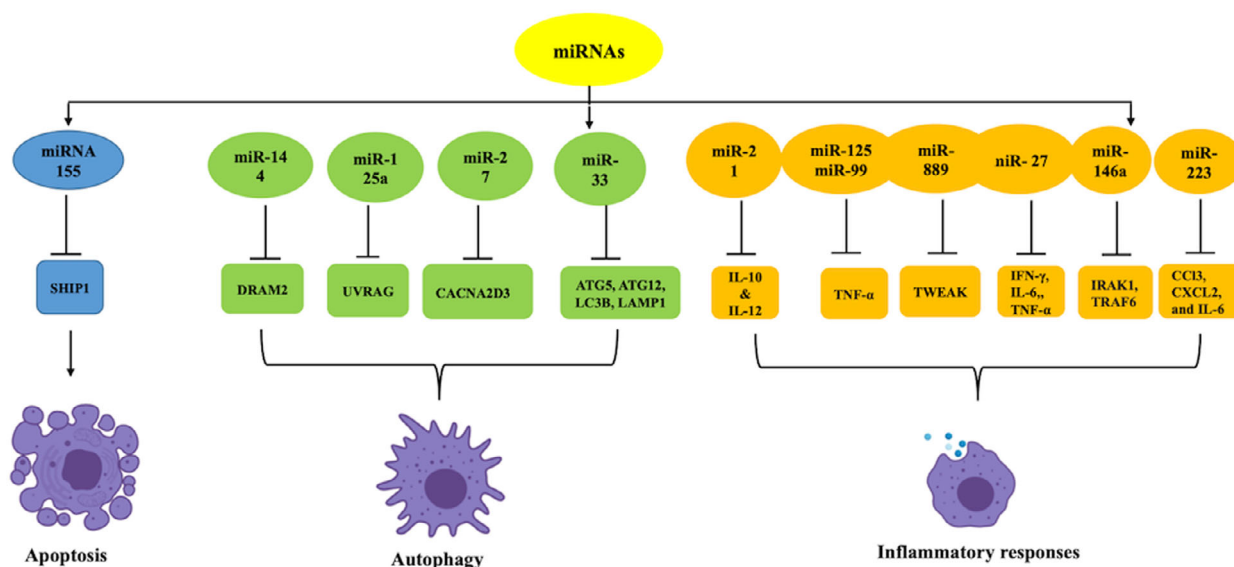 miRNAs
miRNA
155
miR-14
4
miR-1
25a
miR-2
7
miR-
33
miR-2
1
miR-125
miR-99
miR-
889
niR- 27
miR-
146a
miR-
223
SHIP1
DRAM2
UVRAG
CACNA2D3
ATG5, ATG12,
LC3B, LAMP1
IL-10
&
IL-12
TNF-α
TWEAK
IFN-γ,
IL-6,,
TNF-α
IRAK1,
TRAF6
CCl3,
CXCL2,
and IL-6
Apoptosis
Autophagy
Inflammatory responses